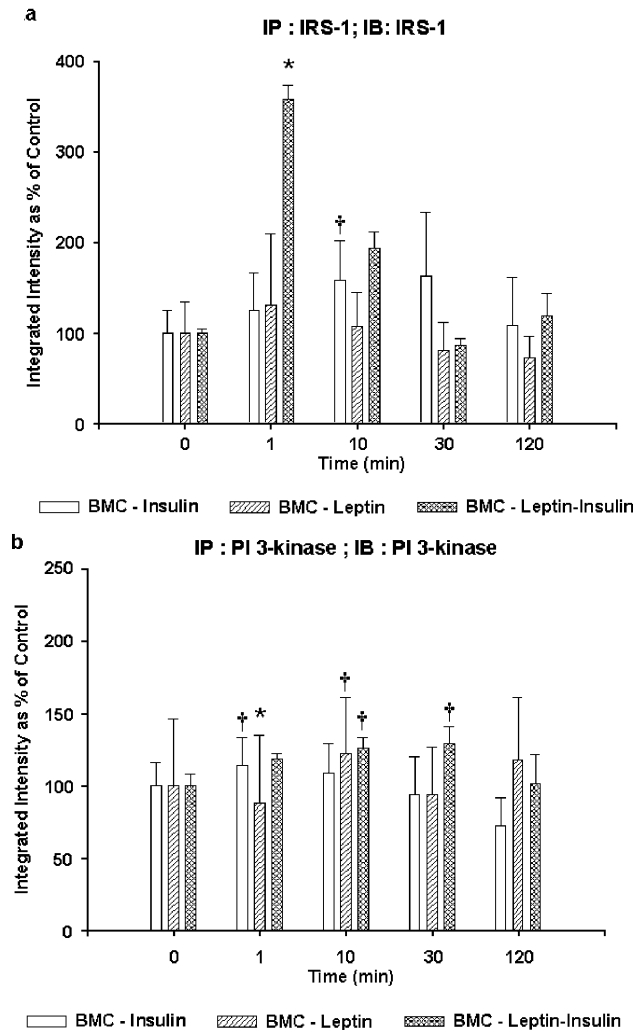 a
IP : IRS-1; IB: IRS-1
Integrated Intensity as % of Control
400
300
200
100
0
*
‡
0 1 10 30 120
Time (min)
BMC - Insulin BMC - Leptin BMC - Leptin-Insulin
b
IP : PI 3-kinase ; IB : PI 3-kinase
Integrated Intensity as % of Control
250
200
150
100
50
0
‡ * ‡ ‡ ‡
0 1 10 30 120
Time (min)
BMC - Insulin BMC - Leptin BMC - Leptin-Insulin